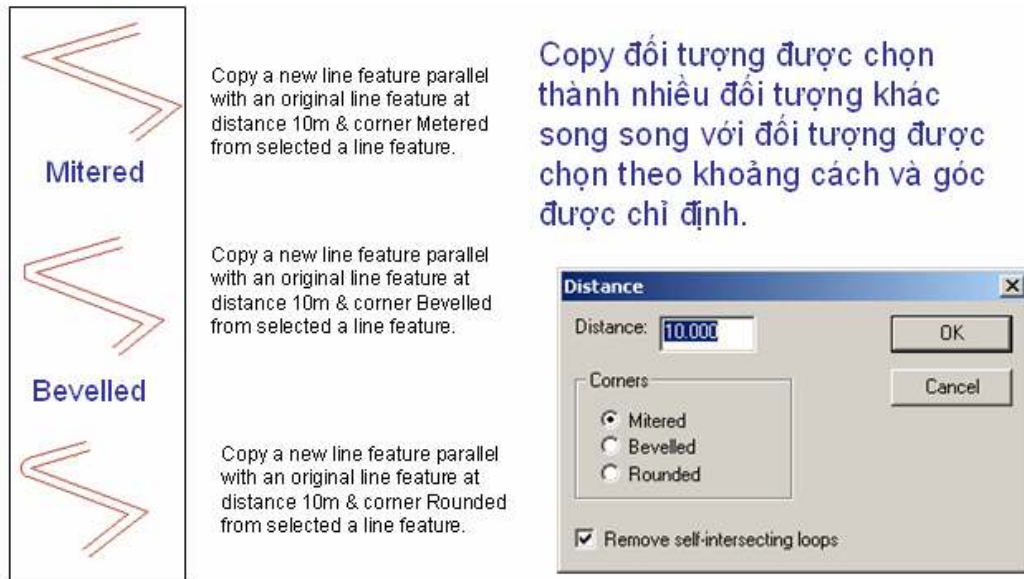 Copy a new line feature parallel
with an original line feature at
distance 10m & corner Metered
from selected a line feature.
Mitered
Copy a new line feature parallel
with an original line feature at
distance 10m & corner Bevelled
from selected a line feature.
Bevelled
Copy a new line feature parallel
with an original line feature at
distance 10m & corner Rounded
from selected a line feature.
Copy đối tượng được chọn
thành nhiều đối tượng khác
song song với đối tượng được
chọn theo khoảng cách và góc
được chỉ định.
Distance
Distance: 10.000
OK
Corners
Cancel
Mitered
Bevelled
Rounded
Remove self-intersecting loops